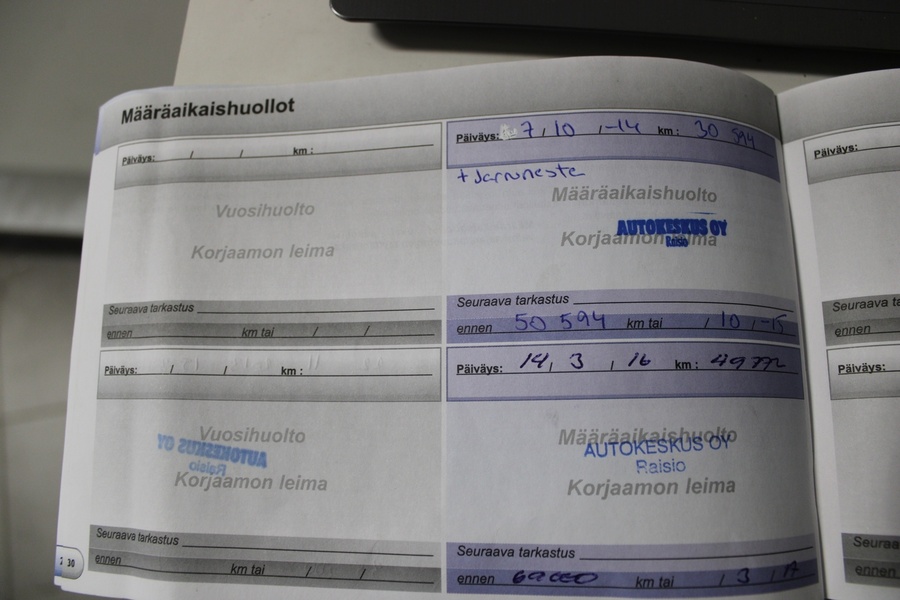 Määräaikaishuollot
Päiväys: / / km :
Vuosihuolto
Korjaamon leima
Seuraava tarkastus
ennen km tai / /
Päiväys: 7 / 10 / -14 km : 30 594
+ Jarruneste
Määräaikaishuolto
Korjaamon leima
AUTOKESKUS OY
Raisio
Seuraava tarkastus
ennen 50 594 km tai / 10 / -15
Päiväys: / / km :
Vuosihuolto
AUTOKESKUS OY
Raisio
Korjaamon leima
Seuraava tarkastus
ennen km tai / /
Päiväys: 14 / 3 / 16 km :
Määräaikaishuolto
AUTOKESKUS OY
Raisio
Korjaamon leima
Seuraava tarkastus
ennen km tai / 3 / 17
30
Päiväys:
Seuraava
ennen
Päiväys:
ennen